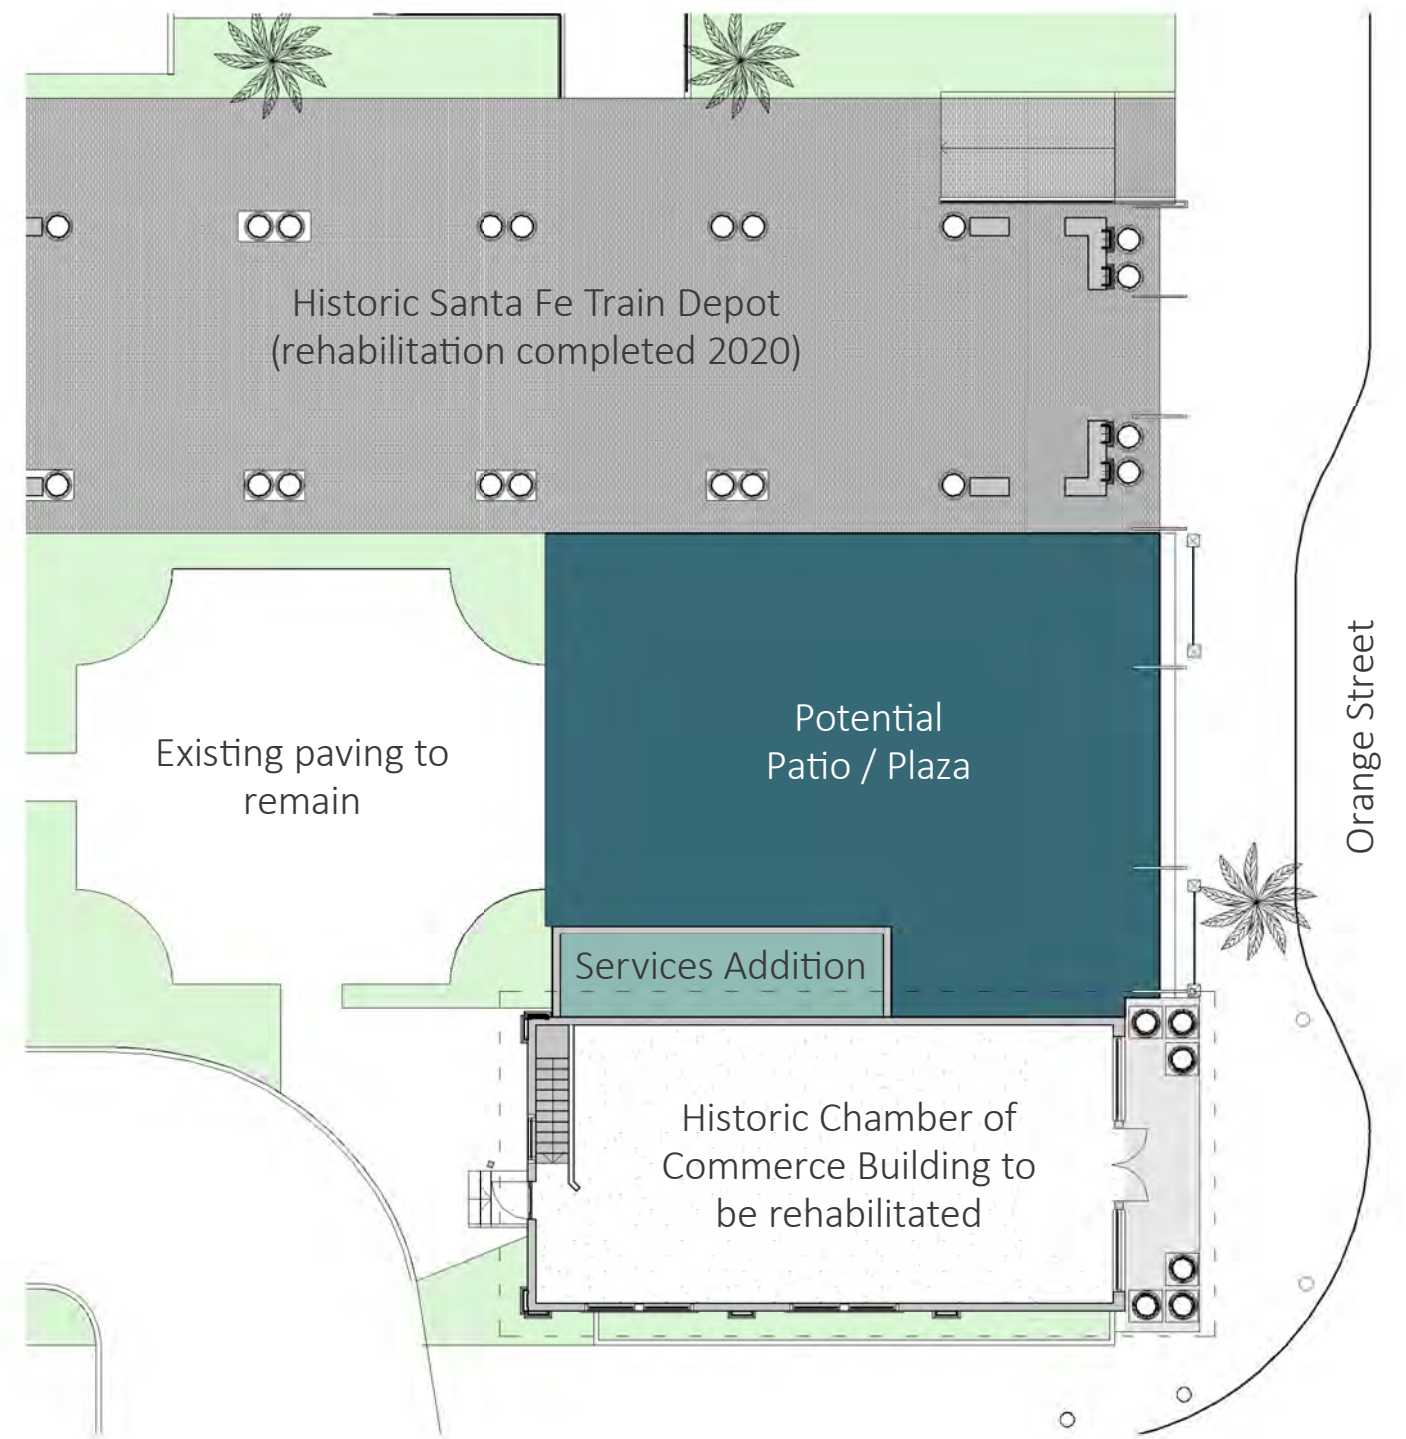 Historic Santa Fe Train Depot
(rehabilitation completed 2020)
Potential
Patio / Plaza
Existing paving to
remain
Orange Street
Services Addition
Historic Chamber of
Commerce Building to
be rehabilitated